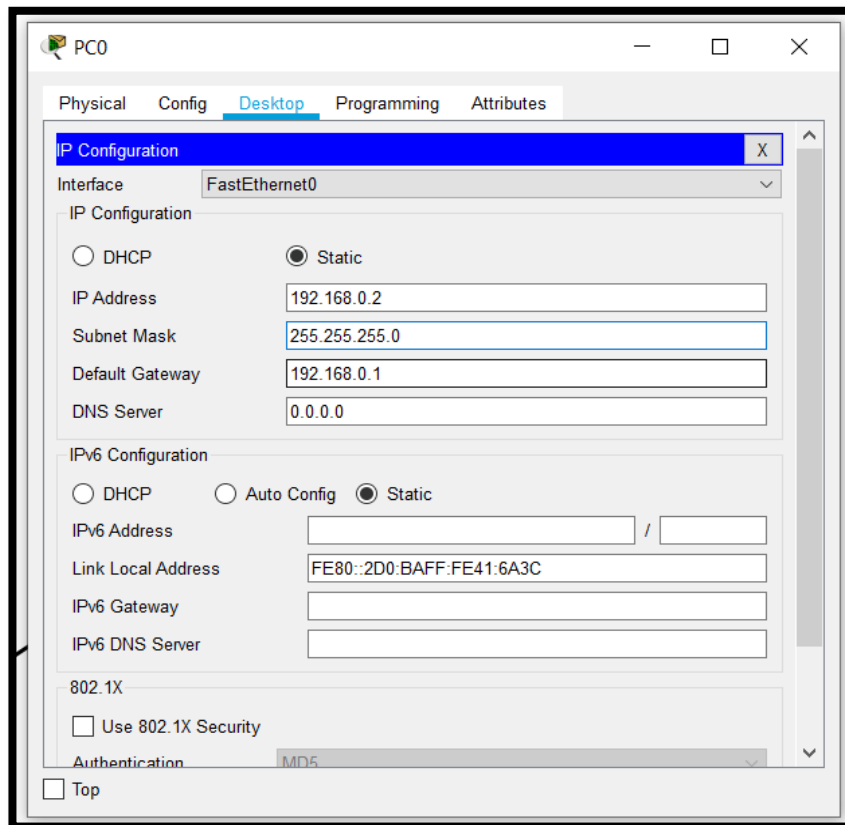 PC0
Physical Config Desktop Programming Attributes
IP Configuration X
Interface FastEthernet0
IP Configuration
DHCP Static
IP Address 192.168.0.2
Subnet Mask 255.255.255.0
Default Gateway 192.168.0.1
DNS Server 0.0.0.0
IPv6 Configuration
DHCP Auto Config Static
IPv6 Address /
Link Local Address FE80::2D0:BAFF:FE41:6A3C
IPv6 Gateway
IPv6 DNS Server
802.1X
Use 802.1X Security
Authentication MD5
Top